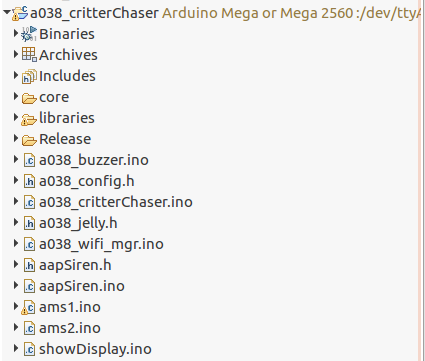 a038_critterChaser Arduino Mega or Mega 2560 :/dev/ttyA
Binaries
Archives
Includes
core
libraries
Release
a038_buzzer.ino
a038_config.h
a038_critterChaser.ino
a038_jelly.h
a038_wifi_mgr.ino
aapSiren.h
aapSiren.ino
ams1.ino
ams2.ino
showDisplay.ino